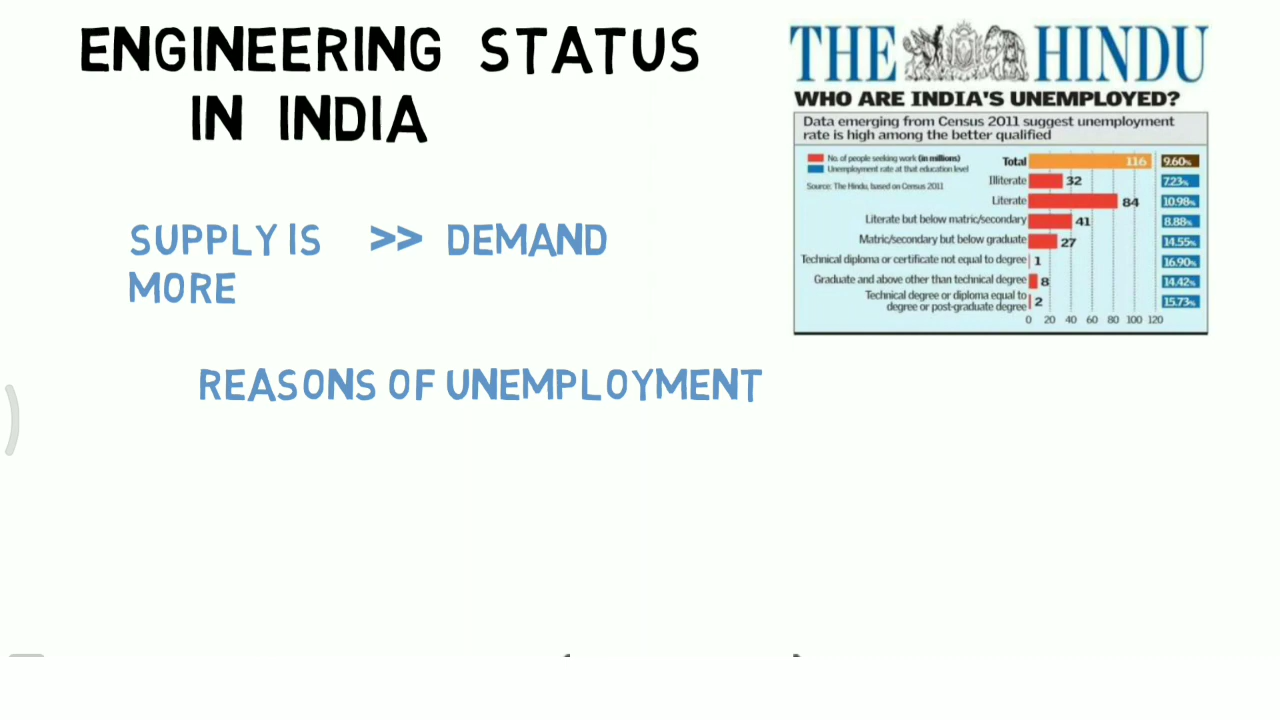 ENGINEERING STATUS
IN INDIA
SUPPLY IS >> DEMAND
MORE
REASONS OF UNEMPLOYMENT
THE HINDU
WHO ARE INDIA'S UNEMPLOYED?
Data emerging from Census 2011 suggest unemployment
rate is high among the better qualified
No. of people seeking work (in millions)
Unemployment rate at that education level
Source: The Hindu, based on Census 2011
Total 116 9.60%
Illiterate 32 7.23%
Literate 84 10.98%
Literate but below matric/secondary 41 8.88%
Matric/secondary but below graduate 27 14.55%
Technical diploma or certificate not equal to degree 1 16.90%
Graduate and above other than technical degree 8 14.42%
Technical degree or diploma equal to
degree or post-graduate degree 2 15.73%
0 20 40 60 80 100 120